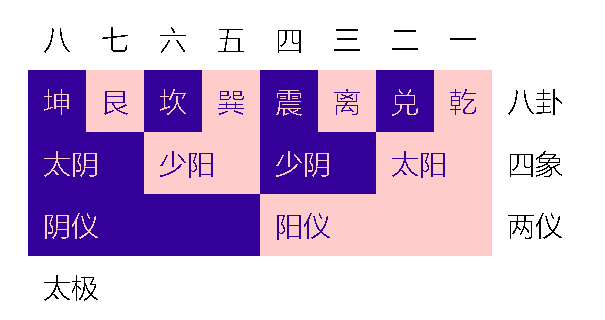 八 七 六 五 四 三 二 一
坤 艮 坎 巽 震 离 兑 乾 八卦
太阴 少阳 少阴 太阳 四象
阴仪 阳仪 两仪
太极